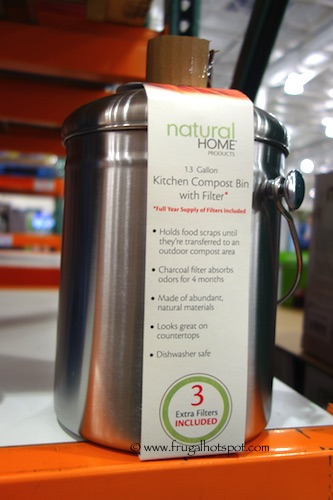 natural
HOME
PRODUCTS
1.3 Gallon
Kitchen Compost Bin
with Filter*
*Full Year Supply of Filters Included
• Holds food scraps until
they're transferred to an
outdoor compost area
• Charcoal filter absorbs
odors for 4 months
• Made of abundant,
natural materials
• Looks great on
countertops
• Dishwasher safe
3
Extra Filters
INCLUDED
© www.frugalhotspot.com